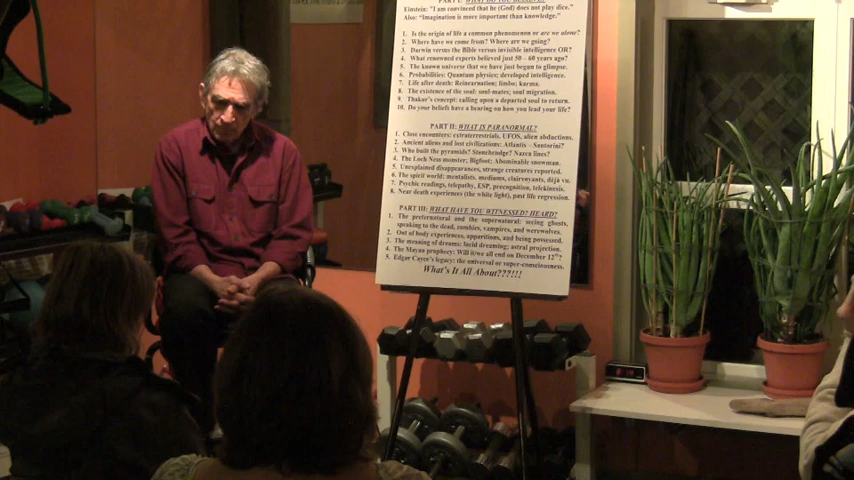 PART I: WHAT DO YOU BELIEVE?
Einstein: "I am convinced that he (God) does not play dice."
Also: "Imagination is more important than knowledge."
1. Is the origin of life a common phenomenon or are we alone?
2. Where have we come from? Where are we going?
3. Darwin versus the Bible versus invisible intelligence OR?
4. What renowned experts believed just 50 – 60 years ago?
5. The known universe that we have just begun to glimpse.
6. Probabilities: Quantum physics; developed intelligence.
7. Life after death: Reincarnation; limbo; karma.
8. The existence of the soul: soul-mates; soul migration.
9. Thakur's concept: calling upon a departed soul to return.
10. Do your beliefs have a bearing on how you lead your life?
PART II: WHAT IS PARANORMAL?
1. Close encounters: extraterrestrials, UFOS, alien abductions.
2. Ancient aliens and lost civilizations: Atlantis – Santorini?
3. Who built the pyramids? Stonehendge? Nazca lines?
4. The Loch Ness monster; Bigfoot; Abominable snowman.
5. Unexplained disappearances, strange creatures reported.
6. The spirit world: mentalists, mediums, clairvoyants, déjà vu.
7. Psychic readings, telepathy, ESP, precognition, telekinesis.
8. Near death experiences (the white light), past life regression.
PART III: WHAT HAVE YOU WITNESSED? HEARD?
1. The preternatural and the supernatural: seeing ghosts,
speaking to the dead, zombies, vampires, and werewolves.
2. Out of body experiences, apparitions, and being possessed.
3. The meaning of dreams: lucid dreaming; astral projection.
4. The Mayan prophecy: Will it/we all end on December 12th?
5. Edgar Cayce's legacy: the universal or super-consciousness.
What's It All About???!!!